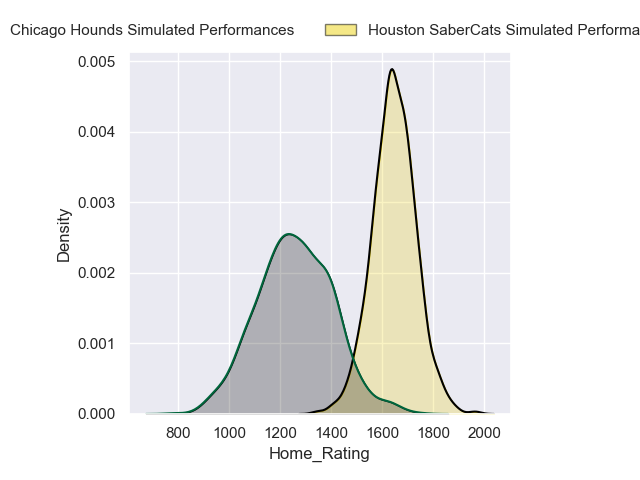 Chicago Hounds Simulated Performances
Houston SaberCats Simulated Performa
0.005
0.004
0.003
0.002
0.001
0.000
Density
800 1000 1200 1400 1600 1800 2000
Home_Rating